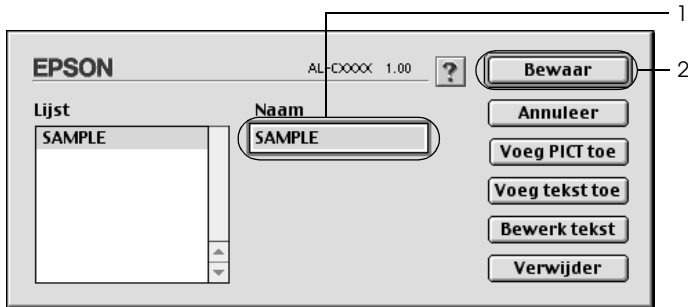 1
EPSON
AL-CXXXX 1.00
?
Bewaar
2
Lijst
Naam
Annuleer
SAMPLE
SAMPLE
Voeg PICT toe
Voeg tekst toe
Bewerk tekst
Verwijder